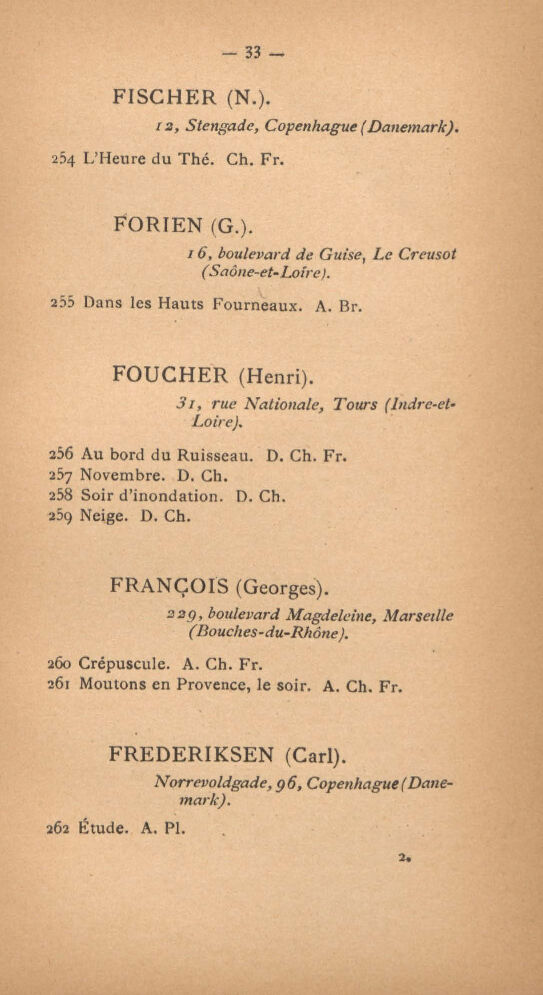 — 33 —
FISCHER (N.).
12, Stengade, Copenhague (Danemark).
254 L'Heure du Thé. Ch. Fr.
FORIEN (G.).
16, boulevard de Guise, Le Creusot
(Saône-et-Loire).
255 Dans les Hauts Fourneaux. A. Br.
FOUCHER (Henri).
31, rue Nationale, Tours (Indre-et-
Loire).
256 Au bord du Ruisseau. D. Ch. Fr.
257 Novembre. D. Ch.
258 Soir d'inondation. D. Ch.
259 Neige. D. Ch.
FRANÇOIS (Georges).
229, boulevard Magdeleine, Marseille
(Bouches-du-Rhône).
260 Crépuscule. A. Ch. Fr.
261 Moutons en Provence, le soir. A. Ch. Fr.
FREDERIKSEN (Carl).
Norrevoldgade, 96, Copenhague (Dane-
mark).
262 Étude. A. Pl.
2.